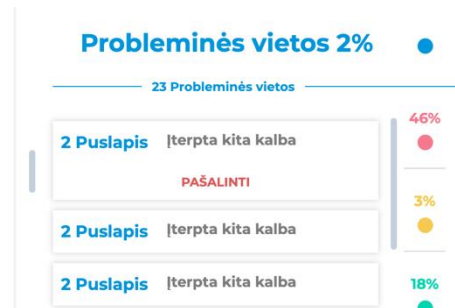 Probleminės vietos 2%
23 Probleminės vietos
46%
2 Puslapis Įterpta kita kalba
PAŠALINTI
3%
2 Puslapis Įterpta kita kalba
2 Puslapis Įterpta kita kalba
18%